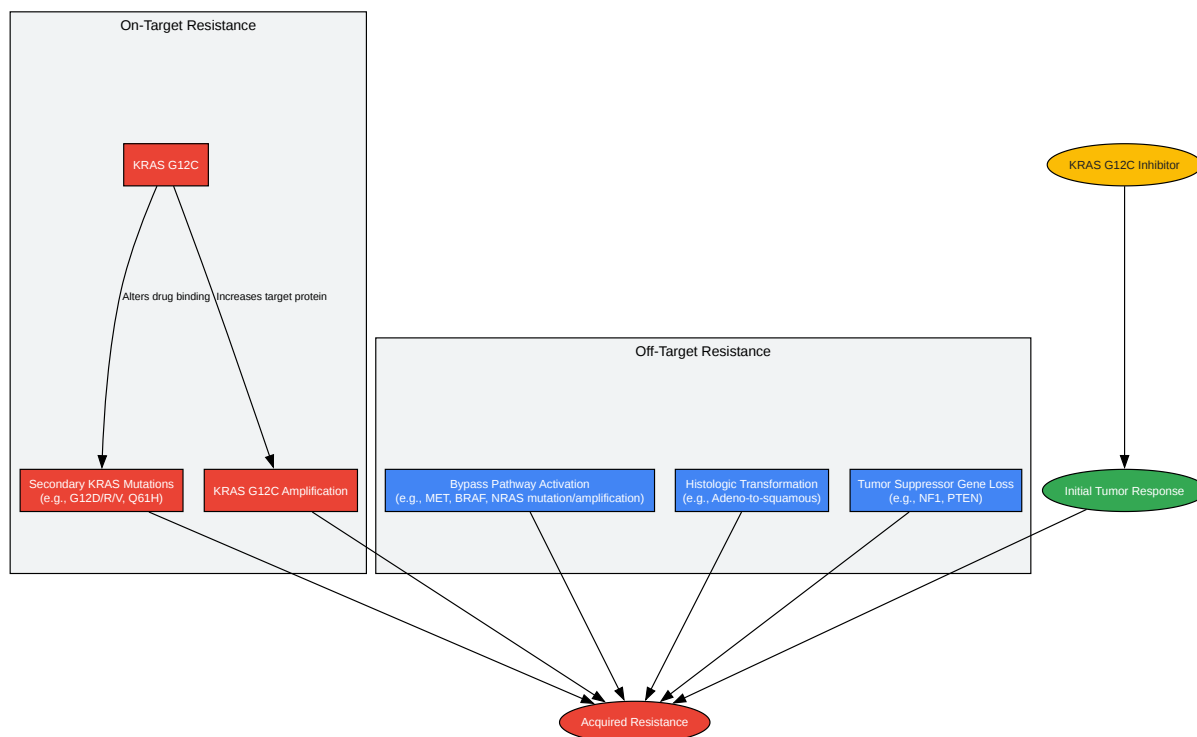 On-Target Resistance
KRAS G12C
KRAS G12C Inhibitor
Alters drug binding
Increases target protein
Off-Target Resistance
Secondary KRAS Mutations
(e.g., G12D/R/V, Q61H)
KRAS G12C Amplification
Bypass Pathway Activation
(e.g., MET, BRAF, NRAS mutation/amplification)
Histologic Transformation
(e.g., Adeno-to-squamous)
Tumor Suppressor Gene Loss
(e.g., NF1, PTEN)
Initial Tumor Response
Acquired Resistance